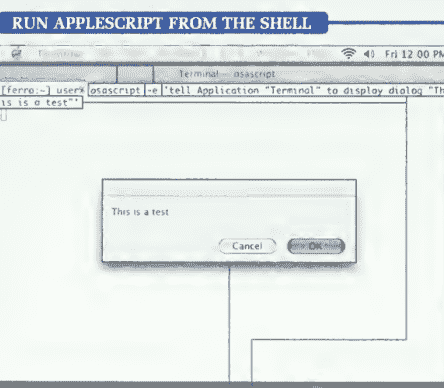 RUN APPLESCRIPT FROM THE SHELL
Fri 12:00 PM
Terminal — osascript
[ferro:~] user% osascript -e 'tell Application "Terminal" to display dialog "Th
is is a test"'
This is a test
Cancel OK